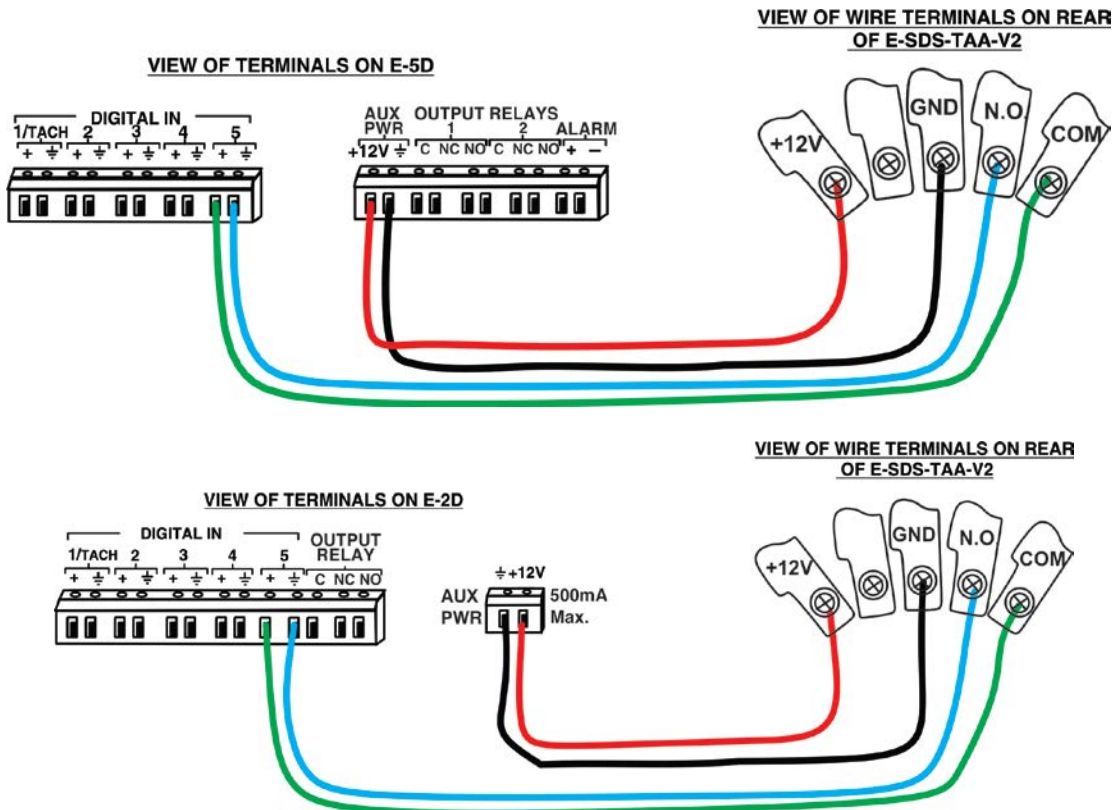 VIEW OF WIRE TERMINALS ON REAR
OF E-SDS-TAA-V2
VIEW OF TERMINALS ON E-5D
DIGITAL IN
1/TACH 2 3 4 5
+ ⏚ + ⏚ + ⏚ + ⏚ + ⏚
AUX PWR
OUTPUT RELAYS
1 2 ALARM
+12V ⏚ C NC NO C NC NO + −
+12V
GND
N.O.
COM
VIEW OF WIRE TERMINALS ON REAR
OF E-SDS-TAA-V2
VIEW OF TERMINALS ON E-2D
DIGITAL IN
1/TACH 2 3 4 5
OUTPUT
RELAY
+ ⏚ + ⏚ + ⏚ + ⏚ + ⏚ C NC NO
⏚ +12V
AUX 500mA
PWR Max.
+12V
GND
N.O.
COM